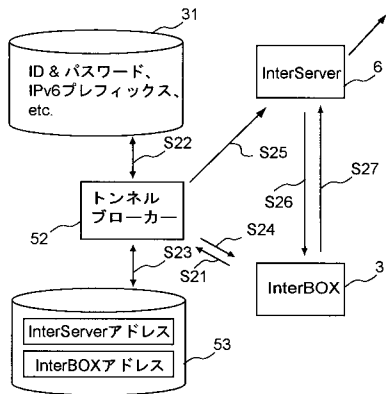 31
ID & パスワード、
IPv6プレフィックス、
etc.
S22
トンネル
ブローカー
52
S23
S21
S24
S25
InterServer
6
S26
S27
InterBOX
3
InterServerアドレス
InterBOXアドレス
53